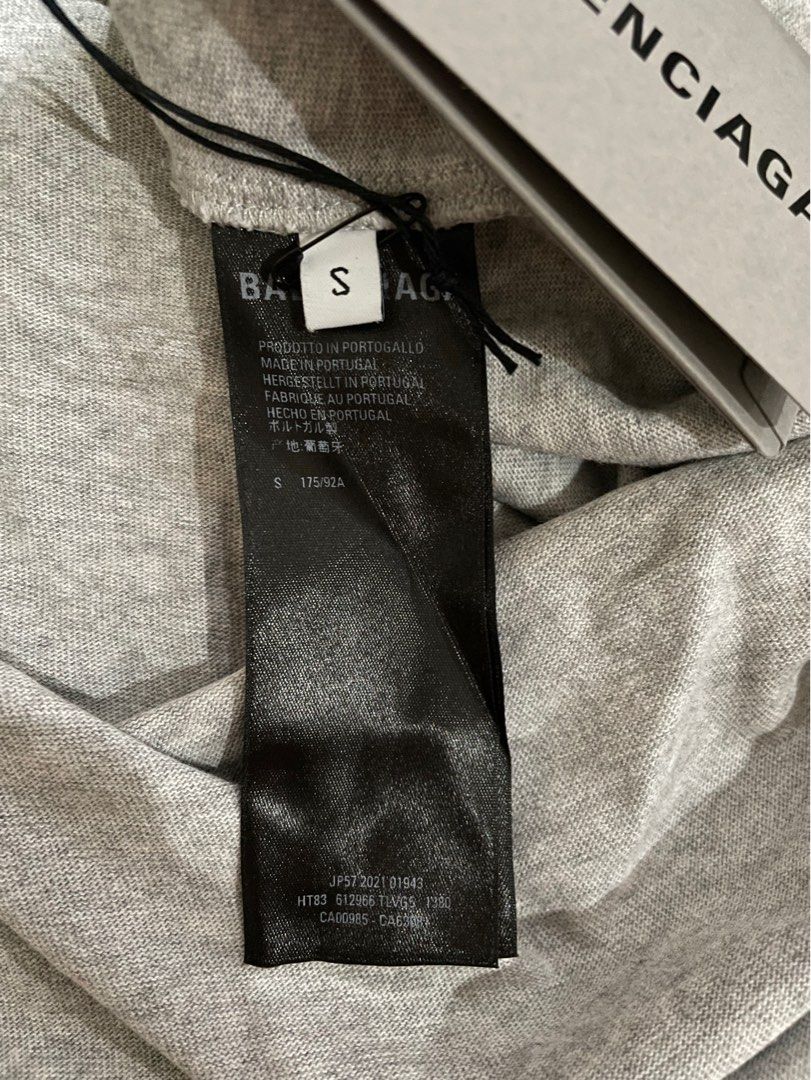 ENCIAGA
S
PRODOTTO IN PORTOGALLO
MADE IN PORTUGAL
HERGESTELLT IN PORTUGAL
FABRIQUE AU PORTUGAL
HECHO EN PORTUGAL
ポルトガル製
产地:葡萄牙
S 175/92A
JP57 2021 01943
HT83 612966 TLVG5 1380
CA00985 -